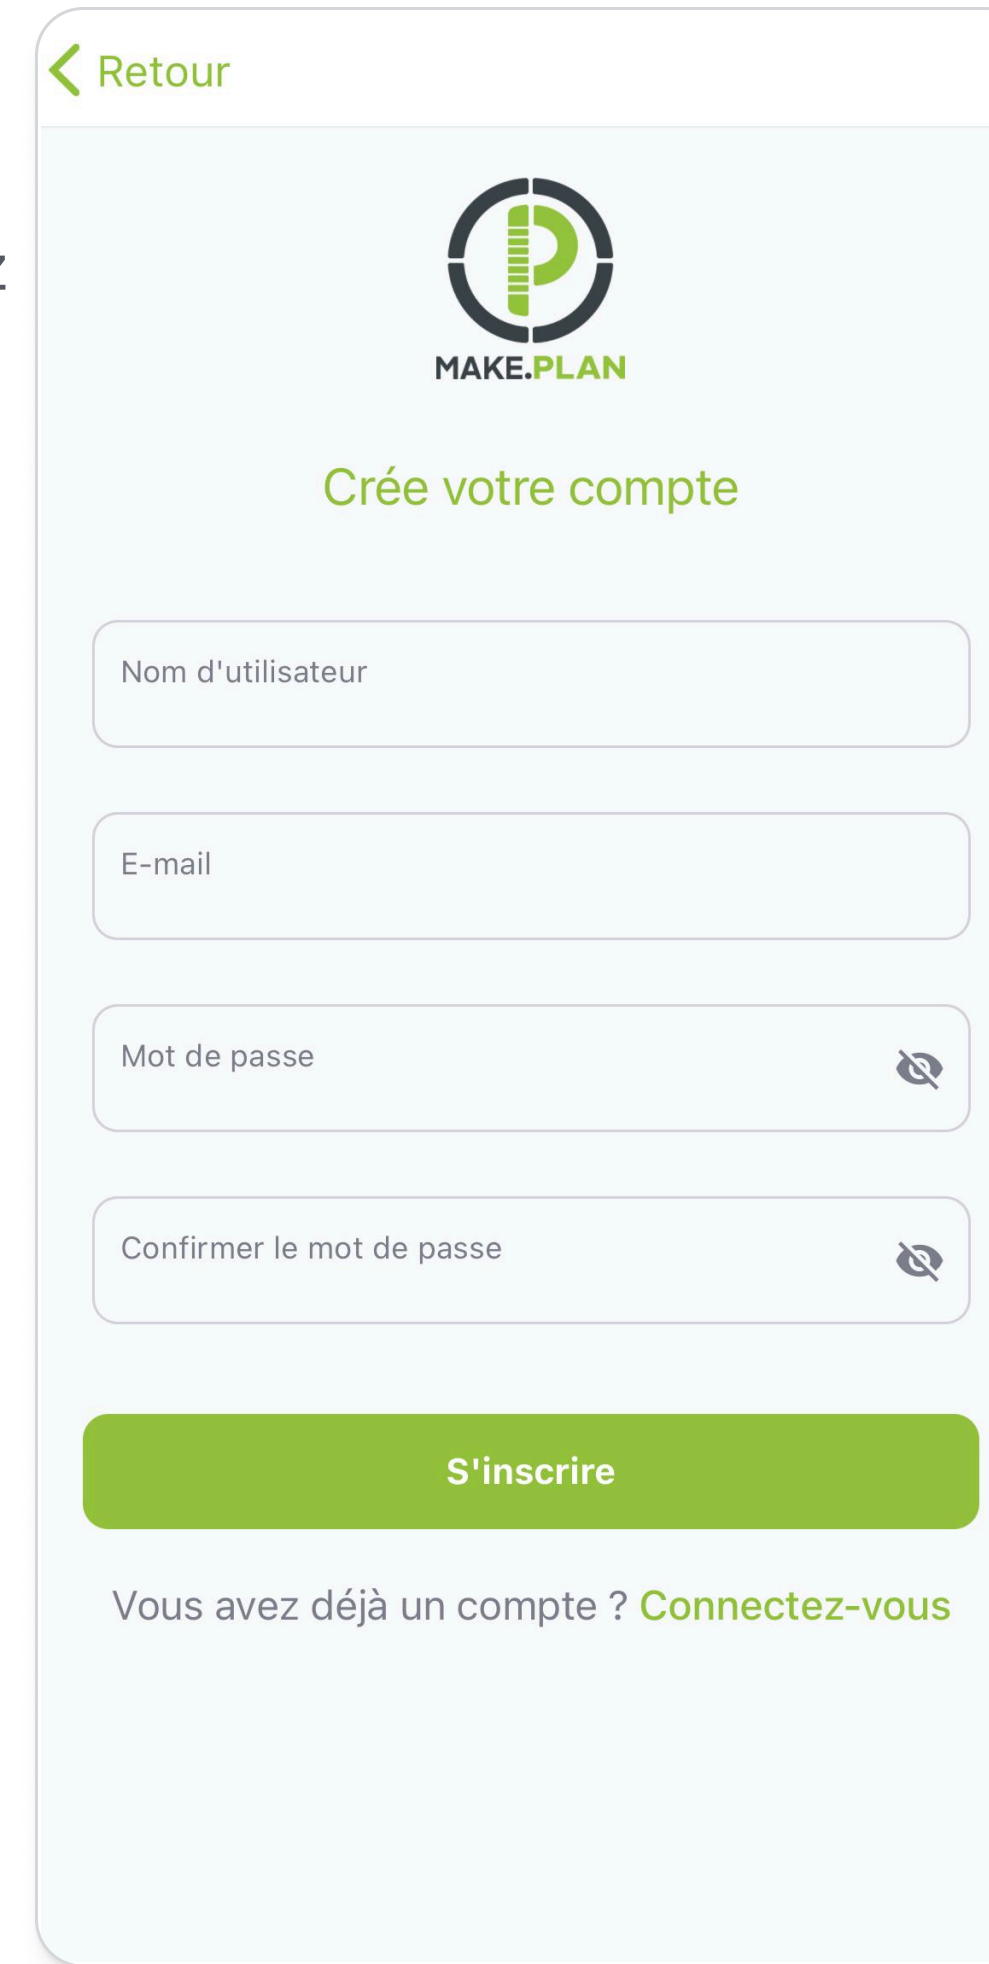 Retour
z
MAKE.PLAN
Crée votre compte
Nom d'utilisateur
E-mail
Mot de passe
Confirmer le mot de passe
S'inscrire
Vous avez déjà un compte ? Connectez-vous